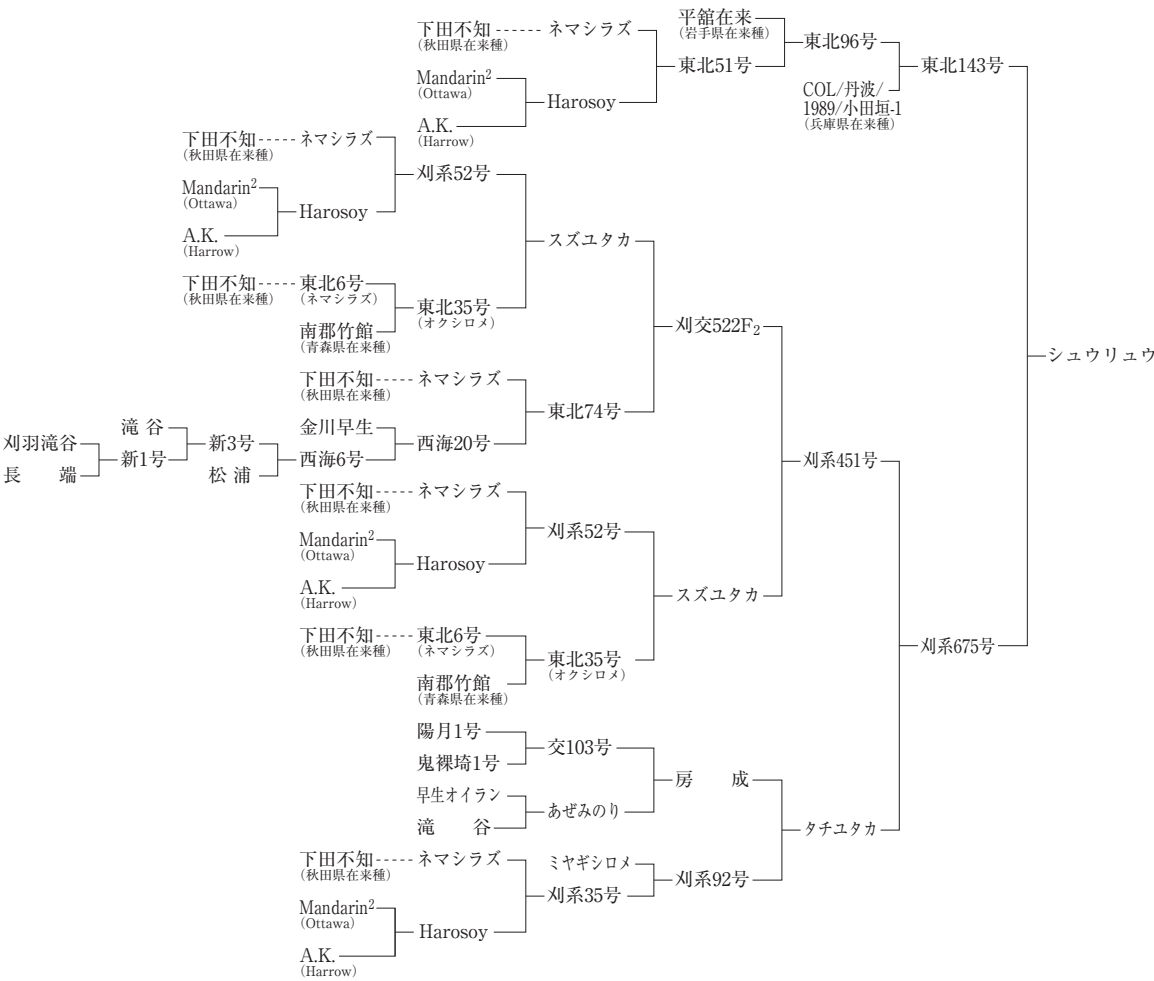 下田不知
(秋田県在来種)
ネマシラズ
平舘在来
(岩手県在来種)
東北96号
東北51号
東北143号
Mandarin²
(Ottawa)
Harosoy
A.K.
(Harrow)
COL/丹波/
1989/小田垣-1
(兵庫県在来種)
下田不知
(秋田県在来種)
ネマシラズ
刈系52号
Mandarin²
(Ottawa)
Harosoy
A.K.
(Harrow)
スズユタカ
下田不知
(秋田県在来種)
東北6号
(ネマシラズ)
東北35号
(オクシロメ)
南郡竹館
(青森県在来種)
刈交522F₂
シュウリュウ
下田不知
(秋田県在来種)
ネマシラズ
東北74号
金川早生
西海20号
滝谷
刈羽滝谷
新1号
長端
新3号
松浦
西海6号
刈系451号
下田不知
(秋田県在来種)
ネマシラズ
刈系52号
Mandarin²
(Ottawa)
Harosoy
A.K.
(Harrow)
スズユタカ
下田不知
(秋田県在来種)
東北6号
(ネマシラズ)
東北35号
(オクシロメ)
南郡竹館
(青森県在来種)
刈系675号
陽月1号
交103号
鬼裸埼1号
房成
早生オイラン
あぜみのり
滝谷
タチユタカ
下田不知
(秋田県在来種)
ネマシラズ
ミヤギシロメ
刈系92号
刈系35号
Mandarin²
(Ottawa)
Harosoy
A.K.
(Harrow)